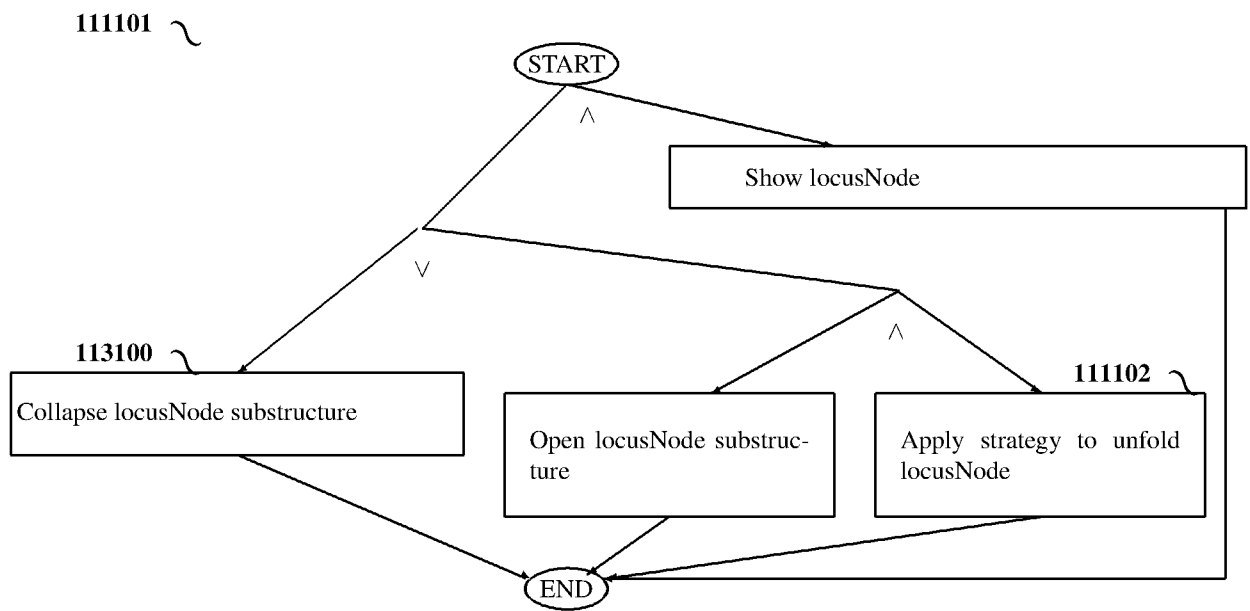 111101
START
∧
Show locusNode
∨
∧
113100
111102
Collapse locusNode substructure
Open locusNode substruc-
ture
Apply strategy to unfold
locusNode
END